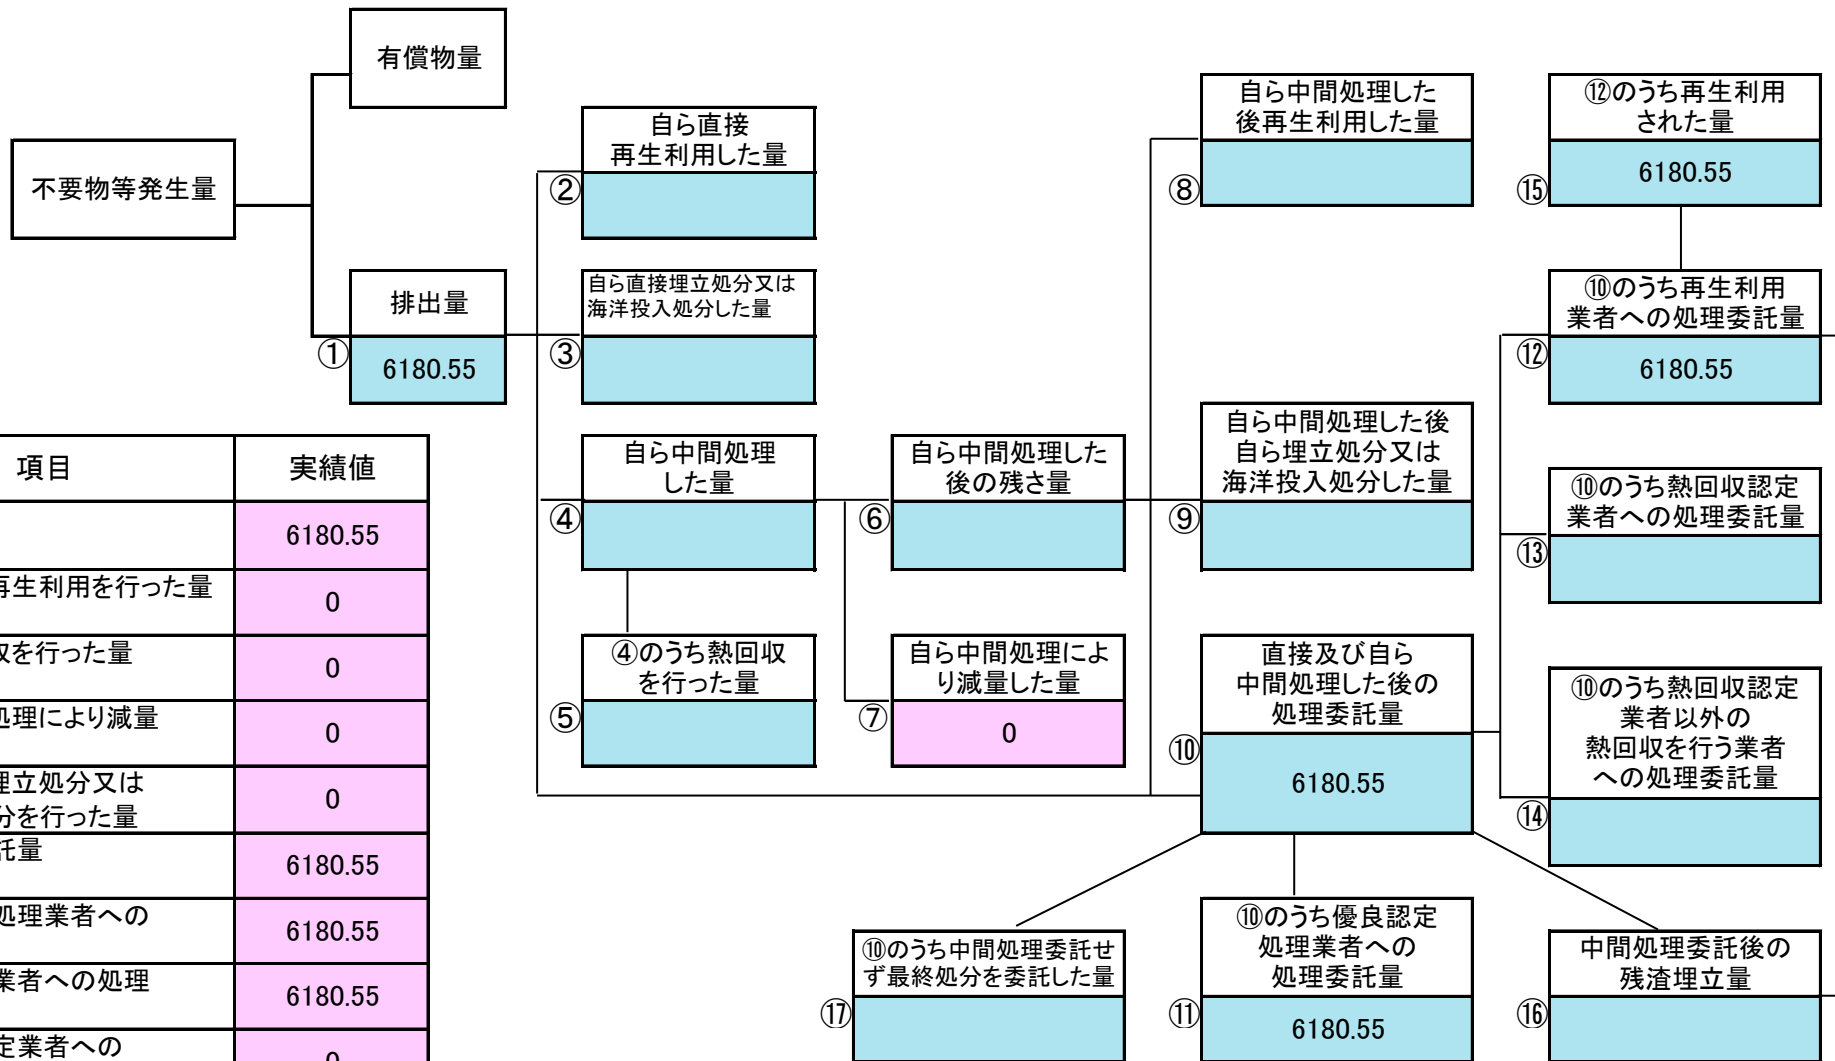 有償物量
不要物等発生量
排出量
①
6180.55
自ら直接
再生利用した量
②
自ら直接埋立処分又は
海洋投入処分した量
③
自ら中間処理
した量
④
④のうち熱回収
を行った量
⑤
自ら中間処理した
後の残さ量
⑥
自ら中間処理によ
り減量した量
⑦
0
自ら中間処理した
後再生利用した量
⑧
自ら中間処理した後
自ら埋立処分又は
海洋投入処分した量
⑨
直接及び自ら
中間処理した後の
処理委託量
⑩
6180.55
⑩のうち優良認定
処理業者への
処理委託量
⑪
6180.55
⑫のうち再生利用
された量
⑮
6180.55
⑩のうち再生利用
業者への処理委託量
⑫
6180.55
⑩のうち熱回収認定
業者への処理委託量
⑬
⑩のうち熱回収認定
業者以外の
熱回収を行う業者
への処理委託量
⑭
中間処理委託後の
残渣埋立量
⑯
⑩のうち中間処理委託せ
ず最終処分を委託した量
⑰
項目 実績値
6180.55
再生利用を行った量
0
を行った量
0
処理により減量
0
埋立処分又は
分を行った量
0
託量
6180.55
処理業者への
6180.55
業者への処理
6180.55
定業者への
0